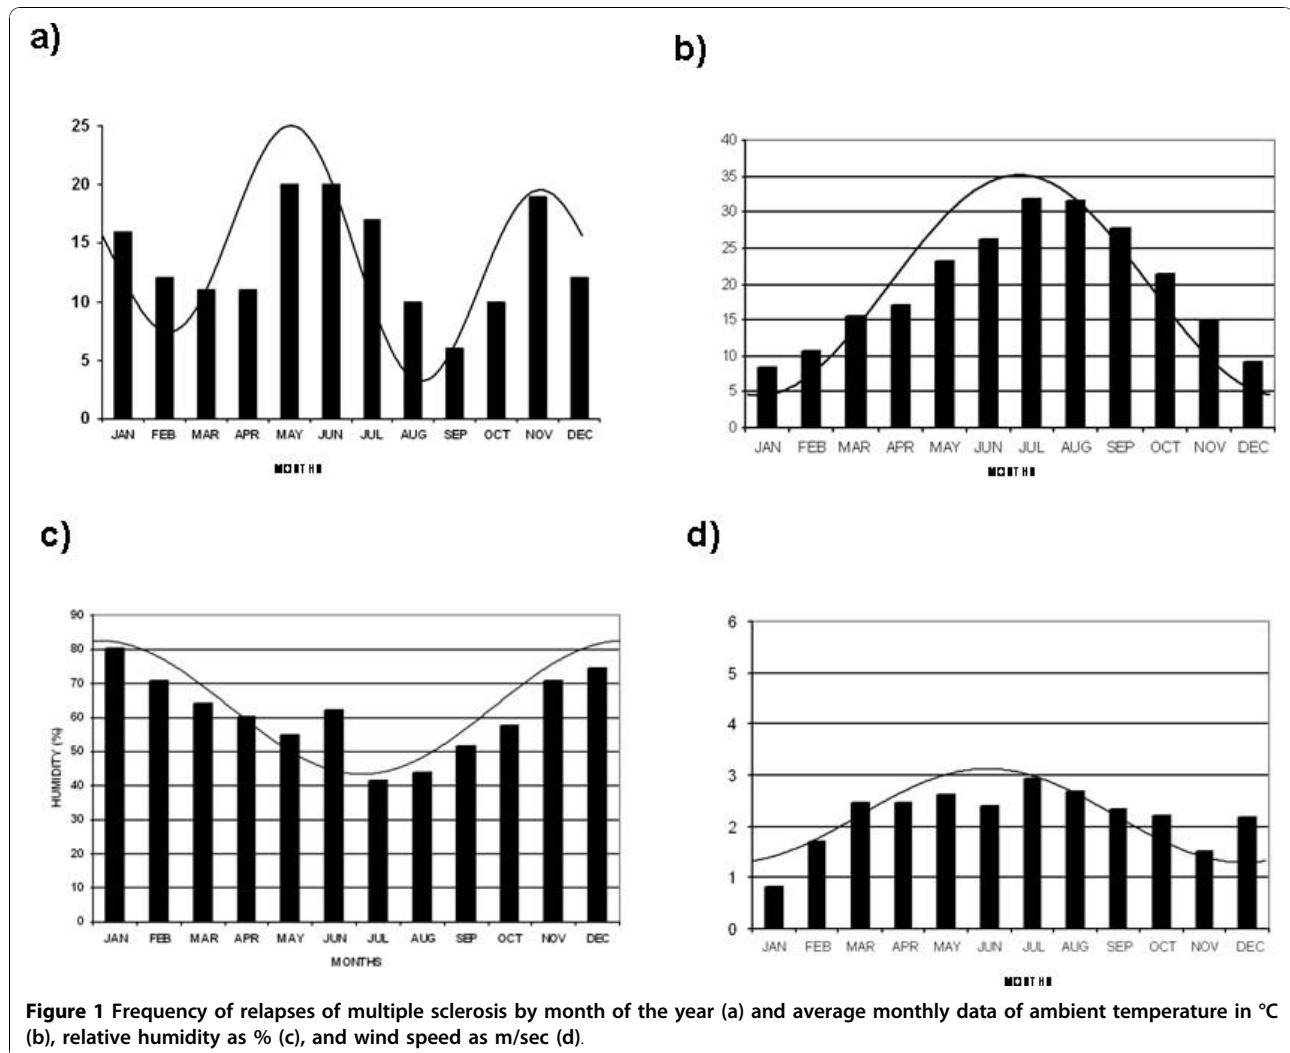 a)
25
20
15
10
5
0
JAN FEB MAR APR MAY JUN JUL AUG SEP OCT NOV DEC
MONTHS
b)
40
35
30
25
20
15
10
5
0
JAN FEB MAR APR MAY JUN JUL AUG SEP OCT NOV DEC
MONTHS
c)
90
80
70
60
50
40
30
20
10
0
HUMIDITY (%)
JAN FEB MAR APR MAY JUN JUL AUG SEP OCT NOV DEC
MONTHS
d)
6
5
4
3
2
1
0
JAN FEB MAR APR MAY JUN JUL AUG SEP OCT NOV DEC
MONTHS
Figure 1 Frequency of relapses of multiple sclerosis by month of the year (a) and average monthly data of ambient temperature in °C
(b), relative humidity as % (c), and wind speed as m/sec (d).